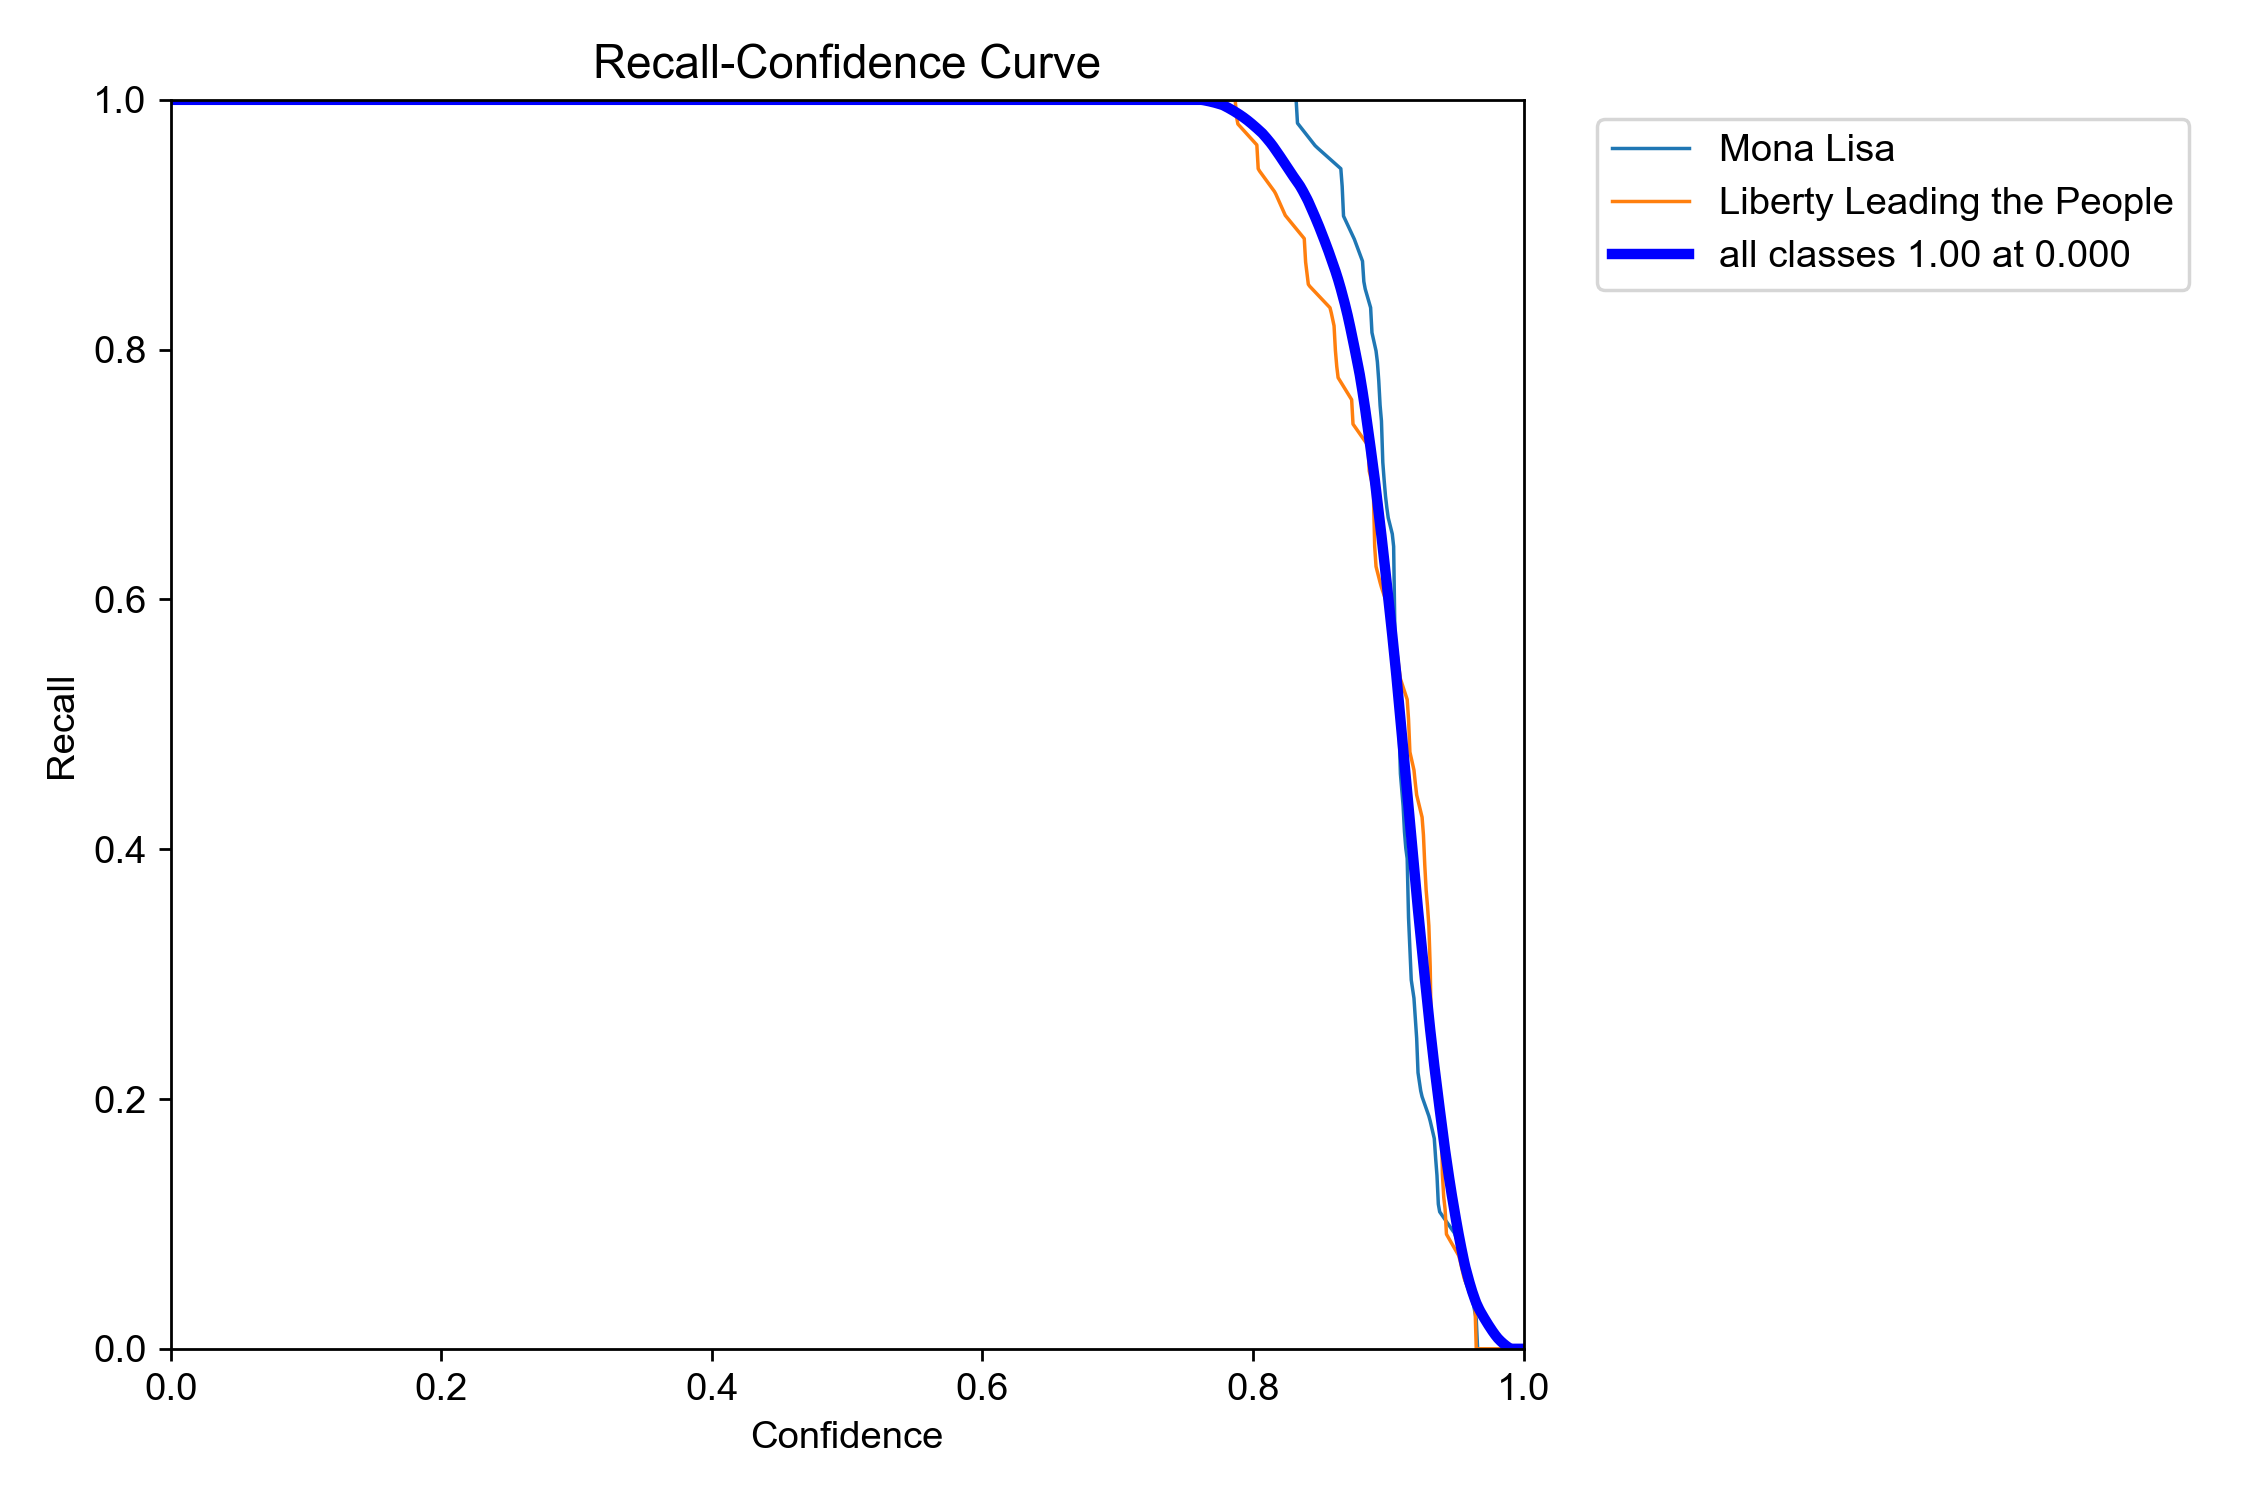 Recall-Confidence Curve
1.0
0.8
0.6
0.4
0.2
0.0
Recall
0.0 0.2 0.4 0.6 0.8 1.0
Confidence
Mona Lisa
Liberty Leading the People
all classes 1.00 at 0.000